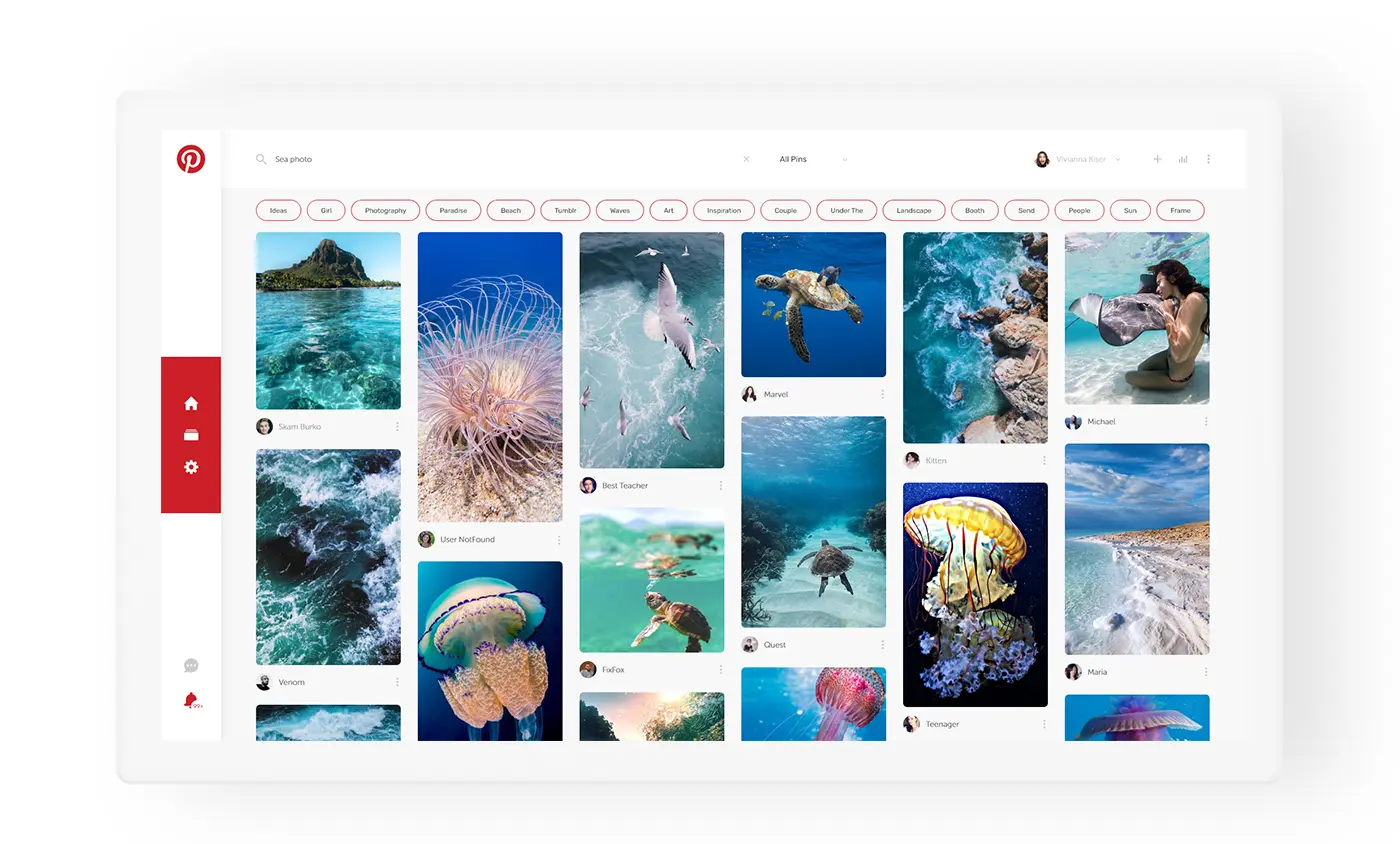 Sea photo
All Pins
Vivianna Kiser
Ideas
Girl
Photography
Paradise
Beach
Tumblr
Waves
Art
Inspiration
Couple
Under The
Landscape
Booth
Send
People
Sun
Frame
Skam Burko
Venom
User NotFound
Best Teacher
FixFox
Marvel
Quest
Kitten
Teenager
Michael
Maria
99+